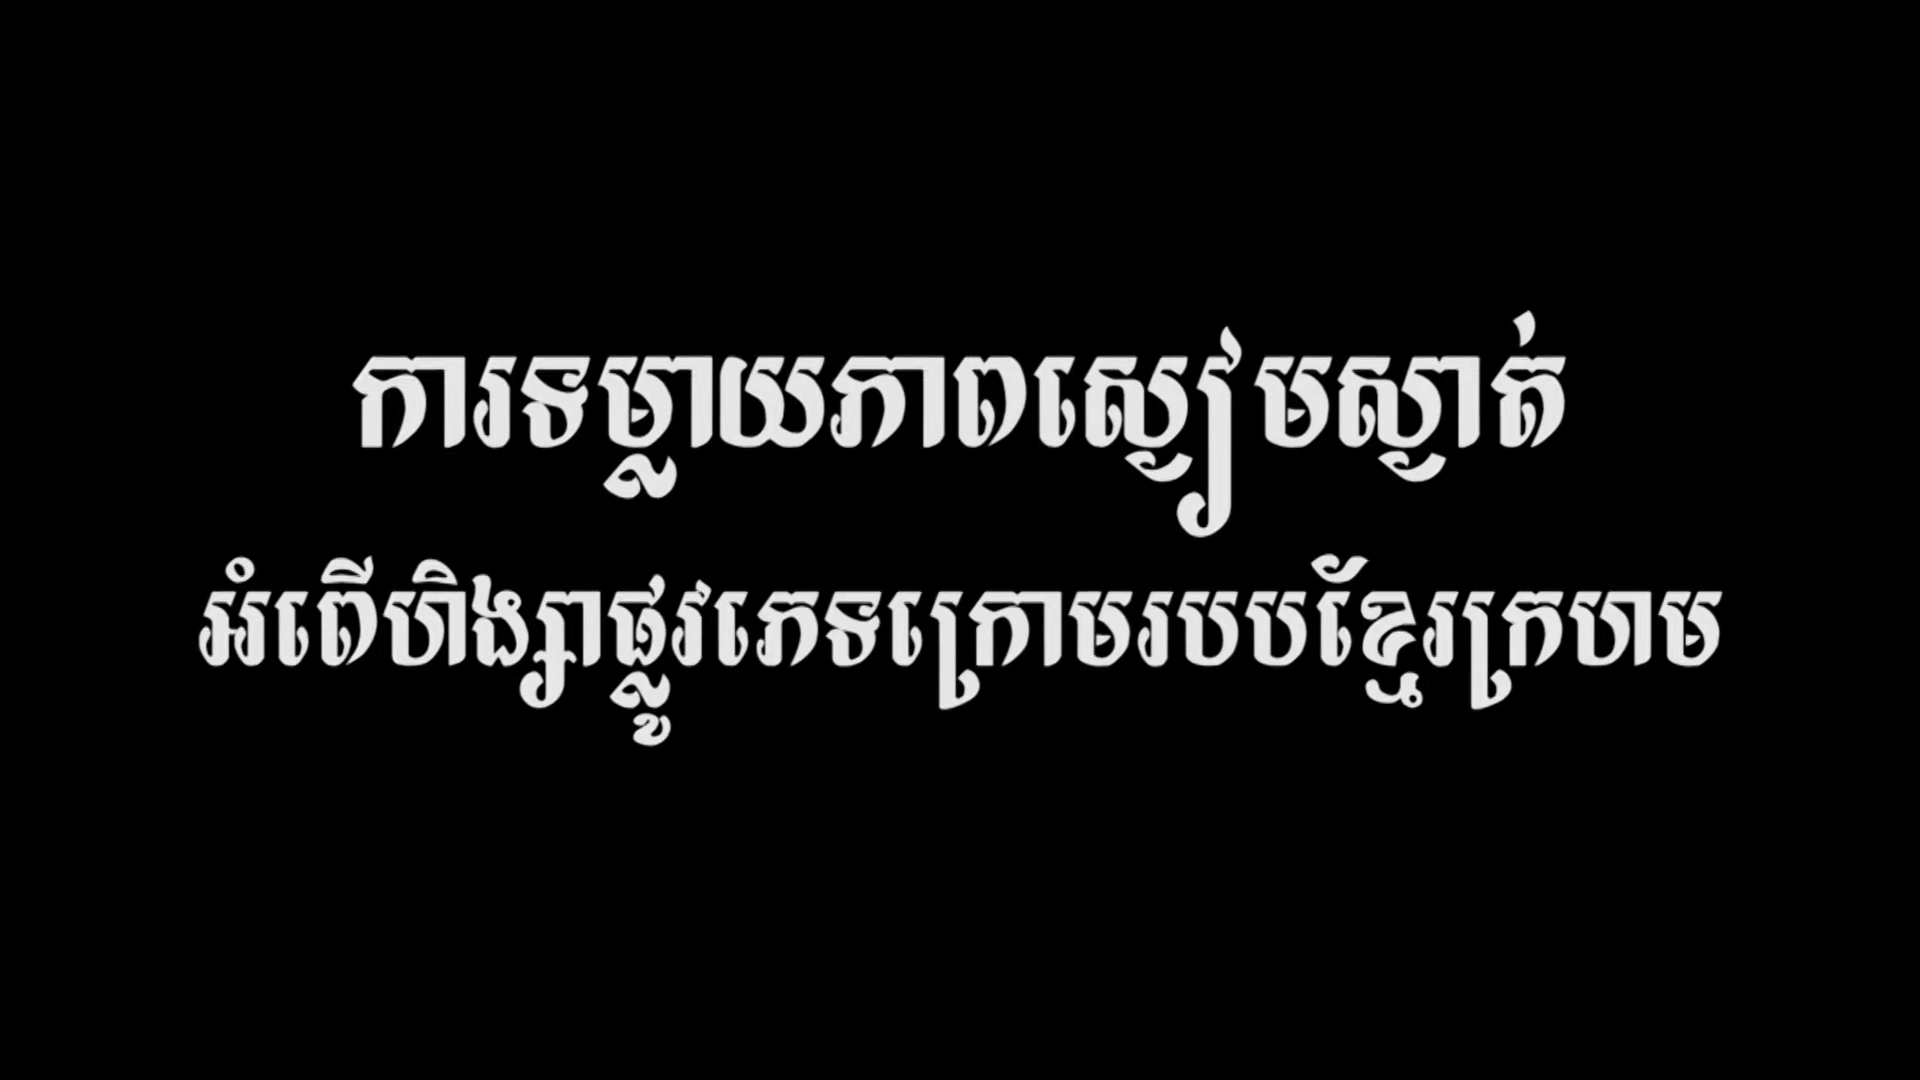 ការទម្លាយភាពស្ងៀមស្ងាត់
អំពើហិង្សាផ្លូវភេទក្រោមរបបខ្មែរក្រហម